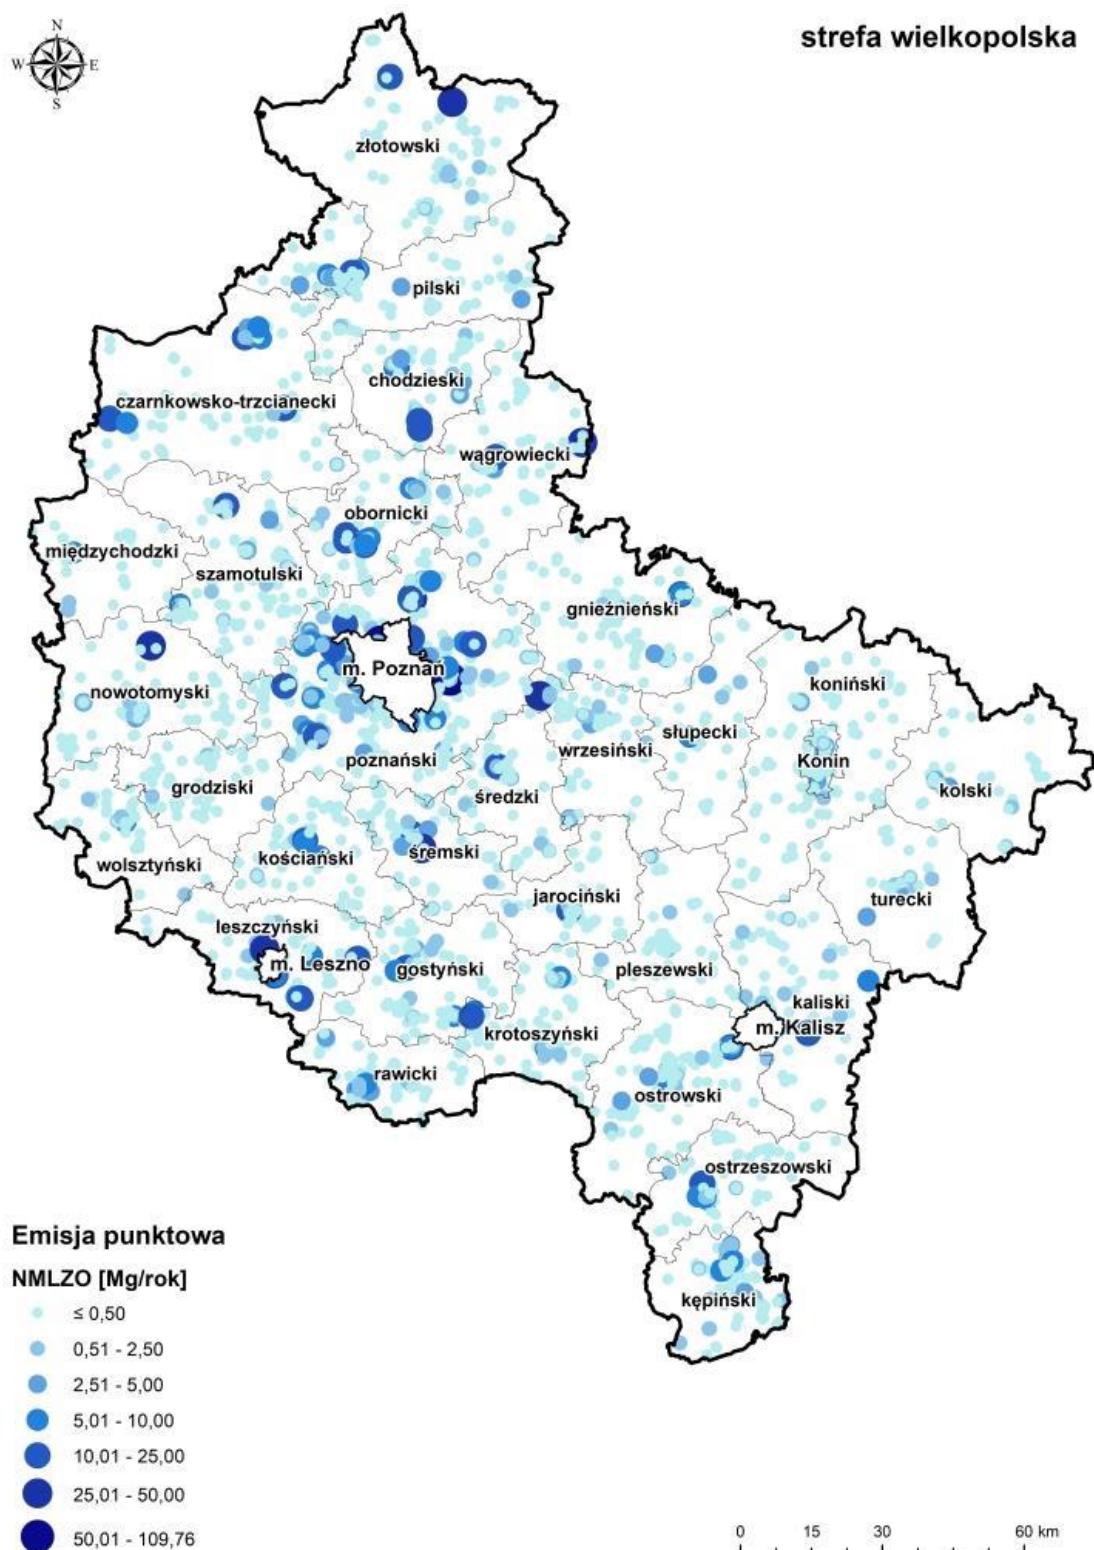 strefa wielkopolska
N
W E
S
złotowski
pilski
chodzieski
czarnkowsko-trzcianecki
wągrowiecki
obornicki
międzychodzki
szamotulski
gnieźnieński
m. Poznań
nowotomyski
koniński
słupecki
wrzesiński
poznański
Konin
grodziski
średzki
kolski
śremski
kościański
wolsztyński
jarociński
turecki
leszczyński
m. Leszno
gostyński
pleszewski
kaliski
m. Kalisz
krotoszyński
rawicki
ostrowski
ostrzeszowski
kępiński
Emisja punktowa
NMLZO [Mg/rok]
≤ 0,50
0,51 - 2,50
2,51 - 5,00
5,01 - 10,00
10,01 - 25,00
25,01 - 50,00
50,01 - 109,76
0 15 30 60 km